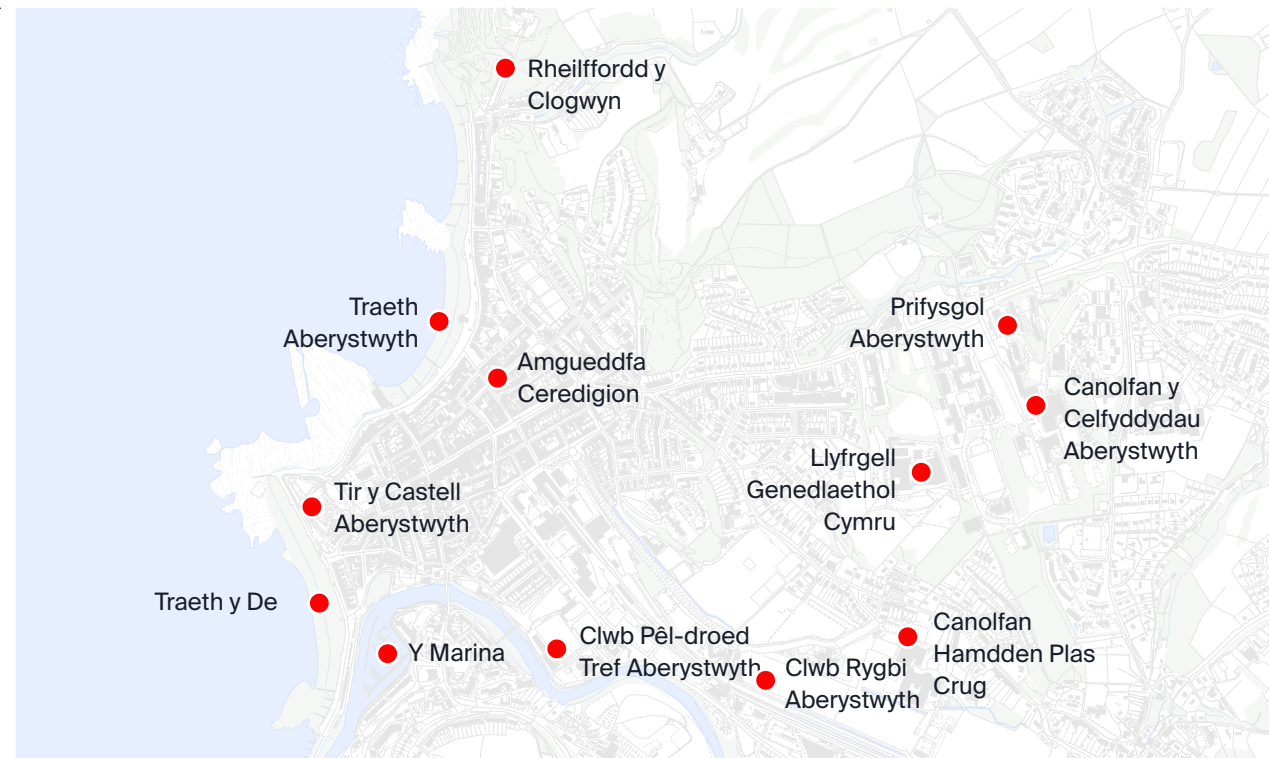 Rheilffordd y
Clogwyn
Traeth
Aberystwyth
Prifysgol
Aberystwyth
Amgueddfa
Ceredigion
Canolfan y
Celfyddydau
Aberystwyth
Llyfrgell
Genedlaethol
Cymru
Tir y Castell
Aberystwyth
Traeth y De
Y Marina
Clwb Pêl-droed
Tref Aberystwyth
Clwb Rygbi
Aberystwyth
Canolfan
Hamdden Plas
Crug